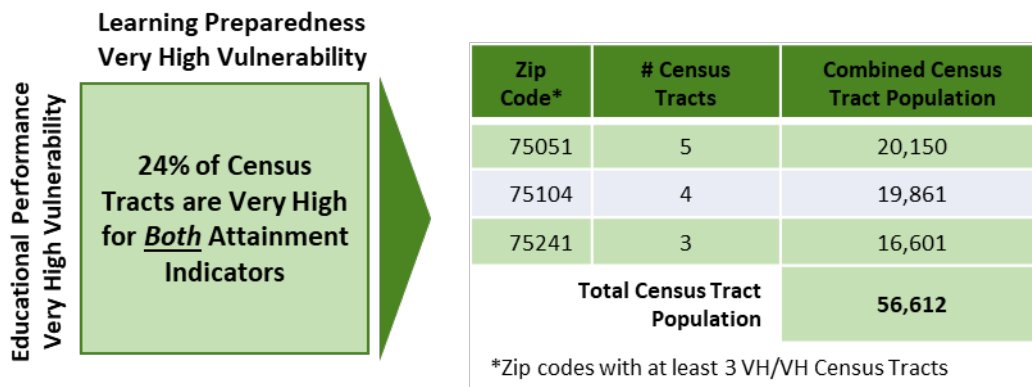 Learning Preparedness
Very High Vulnerability
Educational Performance
Very High Vulnerability
24% of Census
Tracts are Very High
for Both Attainment
Indicators
Zip
Code*
# Census
Tracts
Combined Census
Tract Population
75051 5 20,150
75104 4 19,861
75241 3 16,601
Total Census Tract
Population
56,612
*Zip codes with at least 3 VH/VH Census Tracts